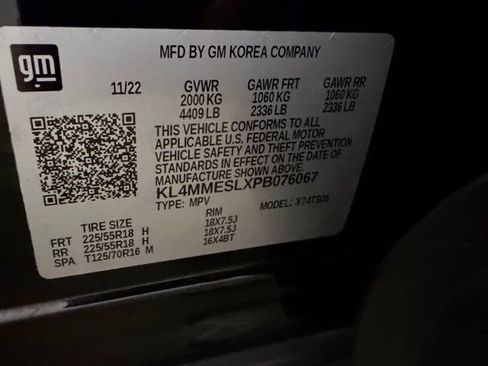 gm
MFD BY GM KOREA COMPANY
11/22 GVWR GAWR FRT GAWR RR
2000 KG 1060 KG 1060 KG
4409 LB 2336 LB 2336 LB
THIS VEHICLE CONFORMS TO ALL
APPLICABLE U.S. FEDERAL MOTOR
VEHICLE SAFETY AND THEFT PREVENTION
STANDARDS IN EFFECT ON THE DATE OF
MANUFACTURE SHOWN ABOVE.
KL4MMESLXPB076067
TYPE: MPV MODEL: X74TS06
TIRE SIZE RIM
FRT 225/55R18 H 18X7.5J
RR 225/55R18 H 18X7.5J
SPA T125/70R16 M 16X4BT